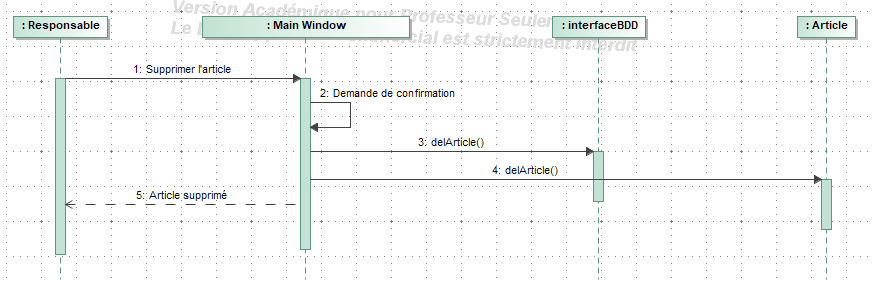 Version Académique pour Professeur Seulement
Le D
cial est strictement interdit
: Responsable
: Main Window
: interfaceBDD
: Article
1: Supprimer l'article
2: Demande de confirmation
3: delArticle()
4: delArticle()
5: Article supprimé